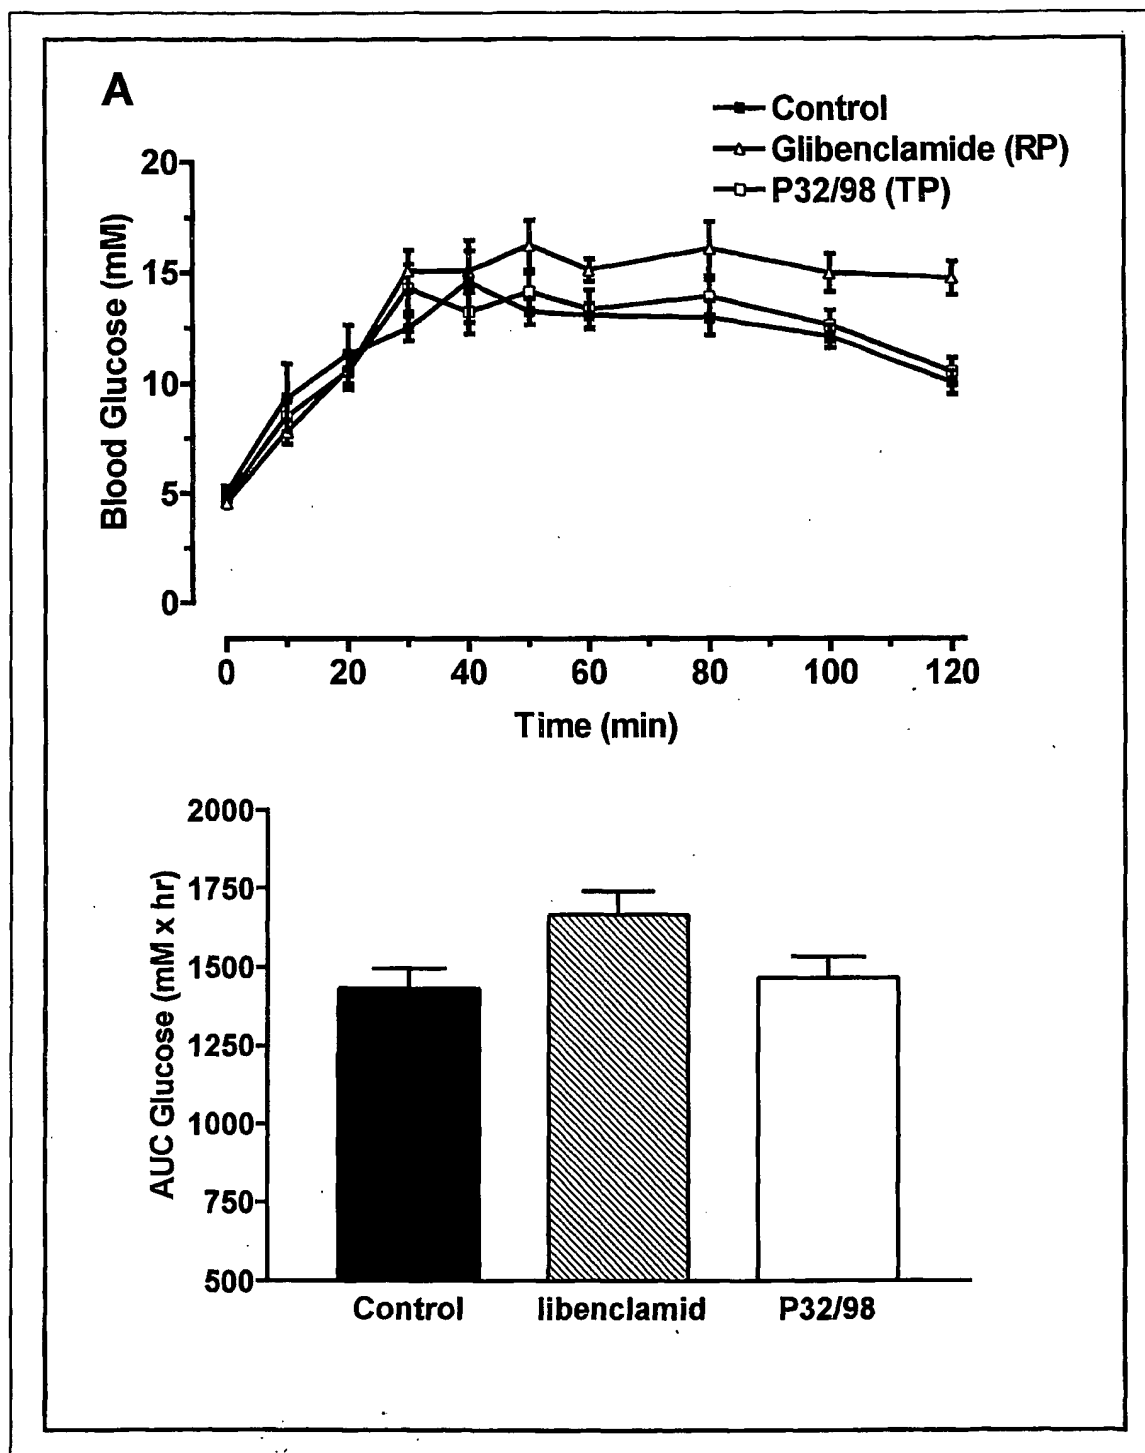 A
Control
Glibenclamide (RP)
P32/98 (TP)
20
15
10
5
0
Blood Glucose (mM)
0 20 40 60 80 100 120
Time (min)
2000
1750
1500
1250
1000
750
500
AUC Glucose (mM x hr)
Control libenclamid P32/98